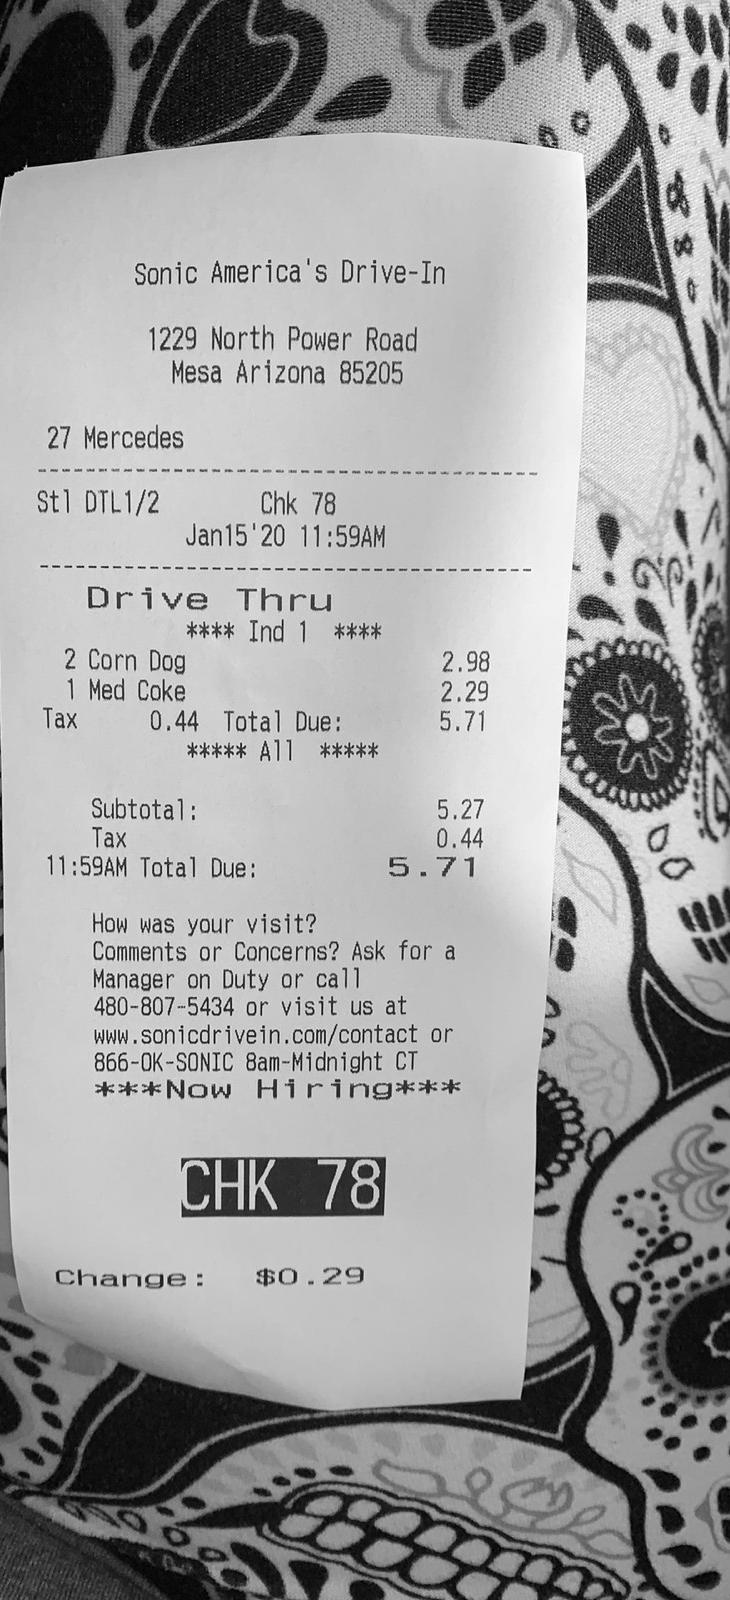 Sonic America's Drive-In
1229 North Power Road
Mesa Arizona 85205
27 Mercedes
Stl DTL1/2 Chk 78
Jan15'20 11:59AM
Drive Thru
**** Ind 1 ****
2 Corn Dog 2.98
1 Med Coke 2.29
Tax 0.44 Total Due: 5.71
***** All *****
Subtotal: 5.27
Tax 0.44
11:59AM Total Due: 5.71
How was your visit?
Comments or Concerns? Ask for a
Manager on Duty or call
480-807-5434 or visit us at
www.sonicdrivein.com/contact or
866-OK-SONIC 8am-Midnight CT
***Now Hiring***
CHK 78
Change: $0.29